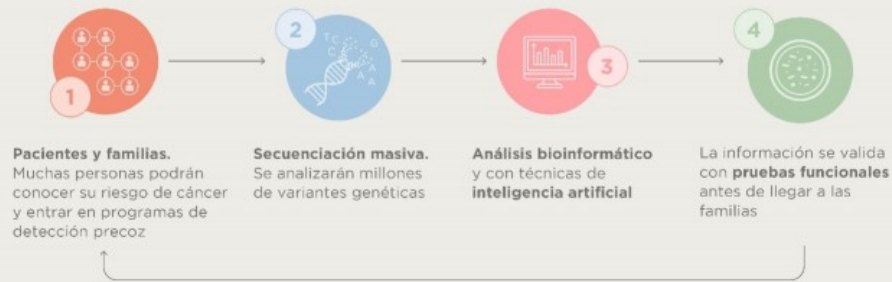 1
Pacientes y familias.
Muchas personas podrán
conocer su riesgo de cáncer
y entrar en programas de
detección precoz
2
TC G
C A
A A
A A
Secuenciación masiva.
Se analizarán millones
de variantes genéticas
3
Análisis bioinformático
y con técnicas de
inteligencia artificial
4
La información se valida
con pruebas funcionales
antes de llegar a las
familias